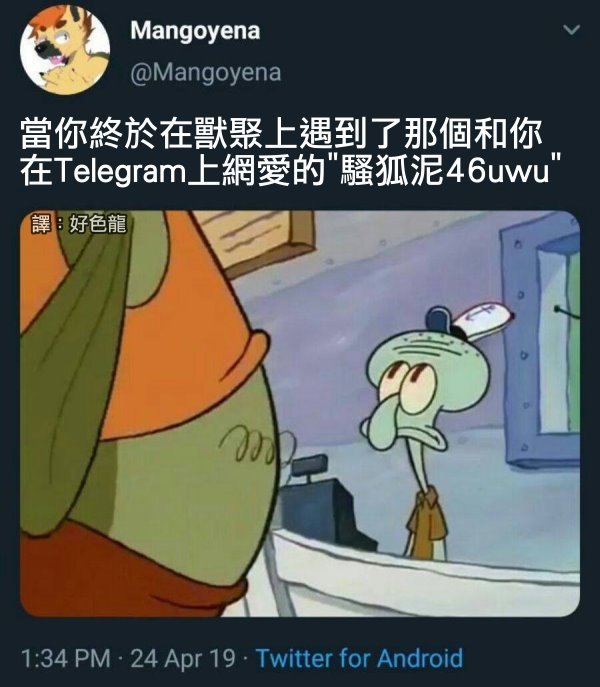 Mangoyena
@Mangoyena
當你終於在獸聚上遇到了那個和你
在Telegram上網愛的"騷狐泥46uwu"
譯：好色龍
1:34 PM · 24 Apr 19 · Twitter for Android